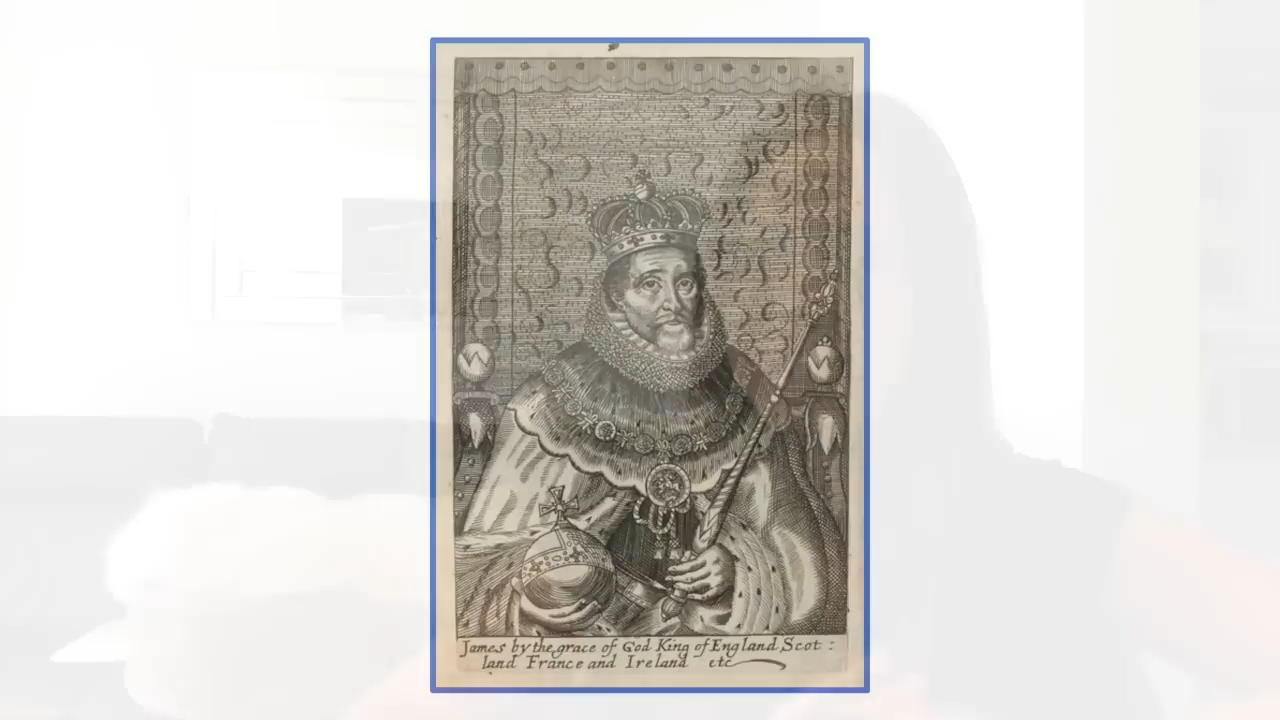 James by the grace of God King of England, Scot :
land France and Ireland etc